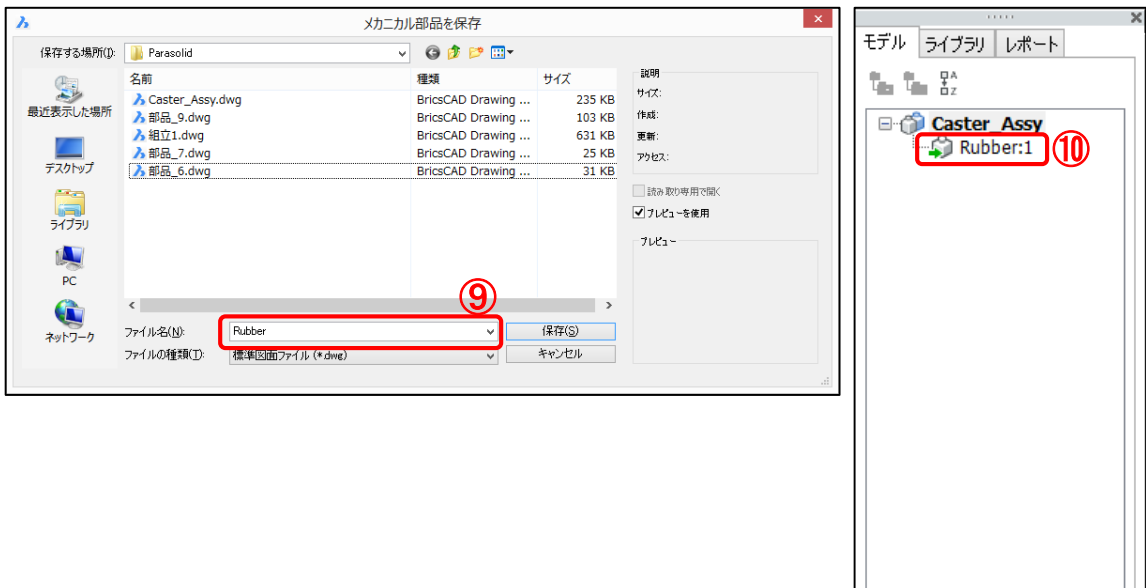 メカニカル部品を保存
保存する場所(I): Parasolid
最近表示した場所
デスクトップ
ライブラリ
PC
ネットワーク
名前 種類 サイズ
Caster_Assy.dwg BricsCAD Drawing ... 235 KB
部品_9.dwg BricsCAD Drawing ... 103 KB
組立1.dwg BricsCAD Drawing ... 631 KB
部品_7.dwg BricsCAD Drawing ... 25 KB
部品_6.dwg BricsCAD Drawing ... 31 KB
説明
サイズ:
作成:
更新:
アクセス:
読み取り専用で開く
プレビューを使用
プレビュー
⑨
ファイル名(N): Rubber 保存(S)
ファイルの種類(T): 標準図面ファイル (*.dwg) キャンセル
モデル ライブラリ レポート
Caster_Assy
Rubber:1 ⑩